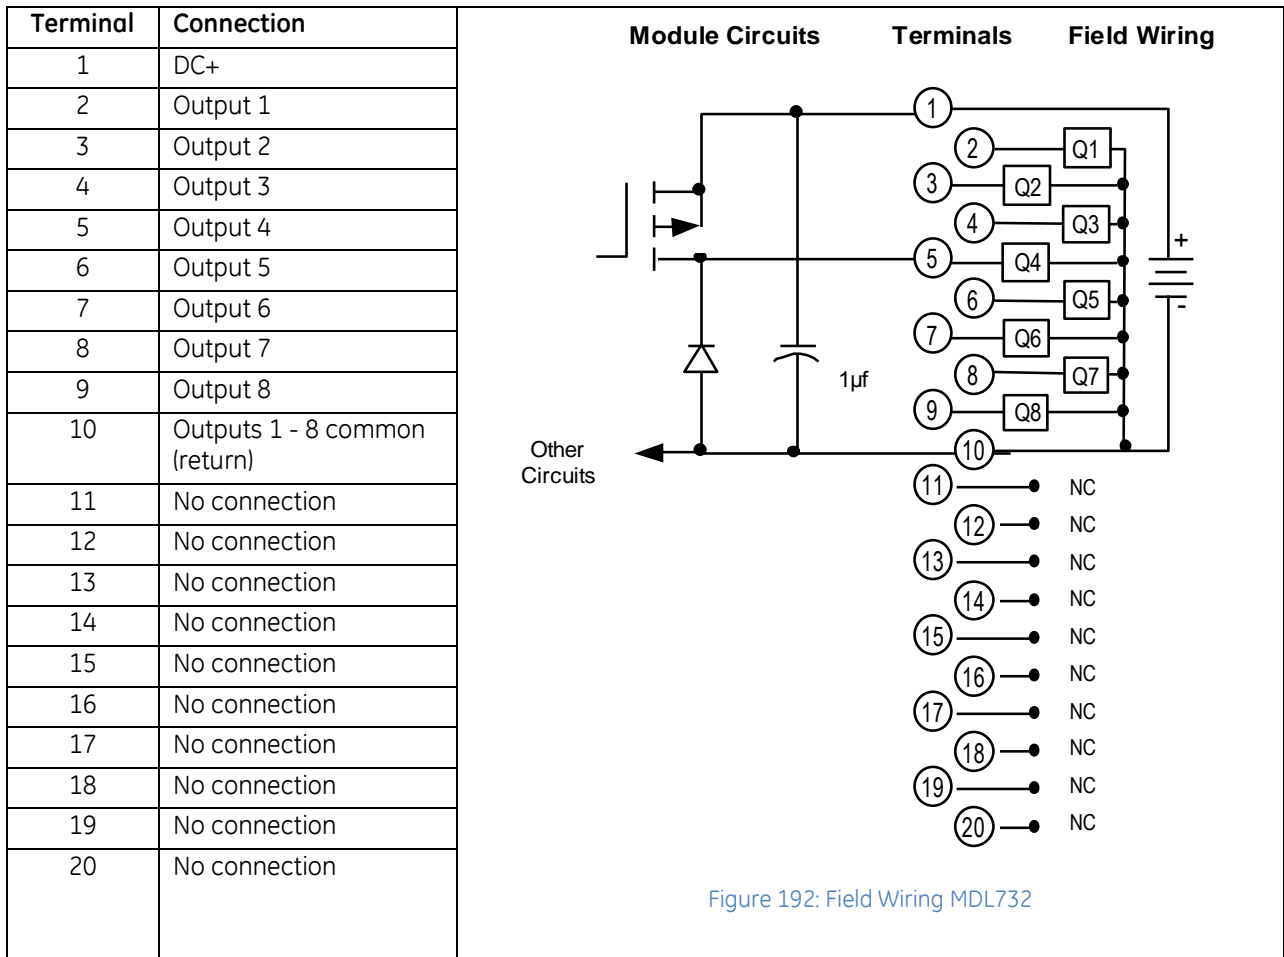 Terminal Connection
1 DC+
2 Output 1
3 Output 2
4 Output 3
5 Output 4
6 Output 5
7 Output 6
8 Output 7
9 Output 8
10 Outputs 1 - 8 common
(return)
11 No connection
12 No connection
13 No connection
14 No connection
15 No connection
16 No connection
17 No connection
18 No connection
19 No connection
20 No connection
Module Circuits Terminals Field Wiring
1
2 Q1
3 Q2
4 Q3
+
5 Q4
6 Q5
-
7 Q6
1µf
8 Q7
9 Q8
Other
Circuits
10
11 NC
12 NC
13 NC
14 NC
15 NC
16 NC
17 NC
18 NC
19 NC
20 NC
Figure 192: Field Wiring MDL732